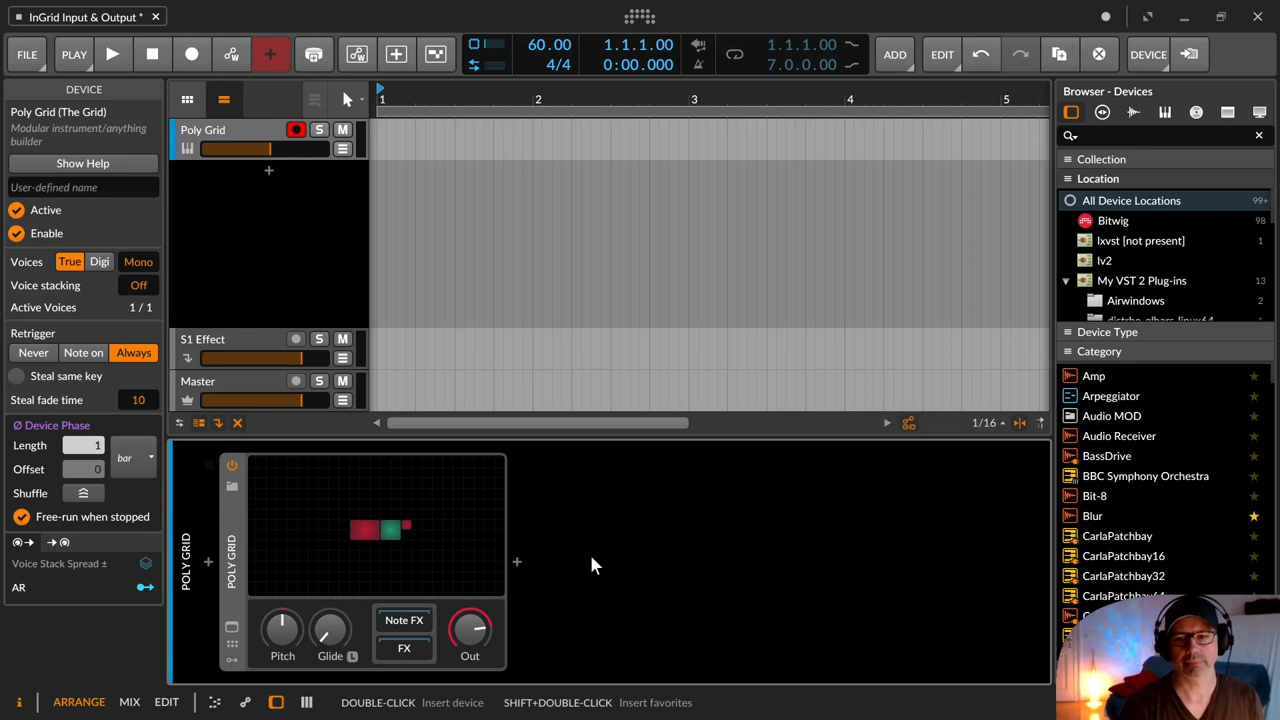 InGrid Input & Output *
FILE
PLAY
60.00
4/4
1.1.1.00
0:00.000
1.1.1.00
7.0.0.00
ADD
EDIT
DEVICE
DEVICE
Poly Grid (The Grid)
Modular instrument/anything
builder
Show Help
User-defined name
Active
Enable
Voices
True
Digi
Mono
Voice stacking
Off
Active Voices
1 / 1
Retrigger
Never
Note on
Always
Steal same key
Steal fade time
10
Ø Device Phase
Length
1
bar
Offset
0
Shuffle
Free-run when stopped
Voice Stack Spread ±
AR
1
2
3
4
5
Poly Grid
S
M
S1 Effect
S
M
Master
S
M
1/16
POLY GRID
POLY GRID
Pitch
Glide
L
Note FX
FX
Out
Browser - Devices
Collection
Location
All Device Locations
99+
Bitwig
98
lxvst [not present]
1
lv2
My VST 2 Plug-ins
13
Airwindows
2
distrho-glbars-linux64
1
Device Type
Category
Amp
Arpeggiator
Audio MOD
Audio Receiver
BassDrive
BBC Symphony Orchestra
Bit-8
Blur
CarlaPatchbay
CarlaPatchbay16
CarlaPatchbay32
i
ARRANGE
MIX
EDIT
DOUBLE-CLICK
Insert device
SHIFT+DOUBLE-CLICK
Insert favorites